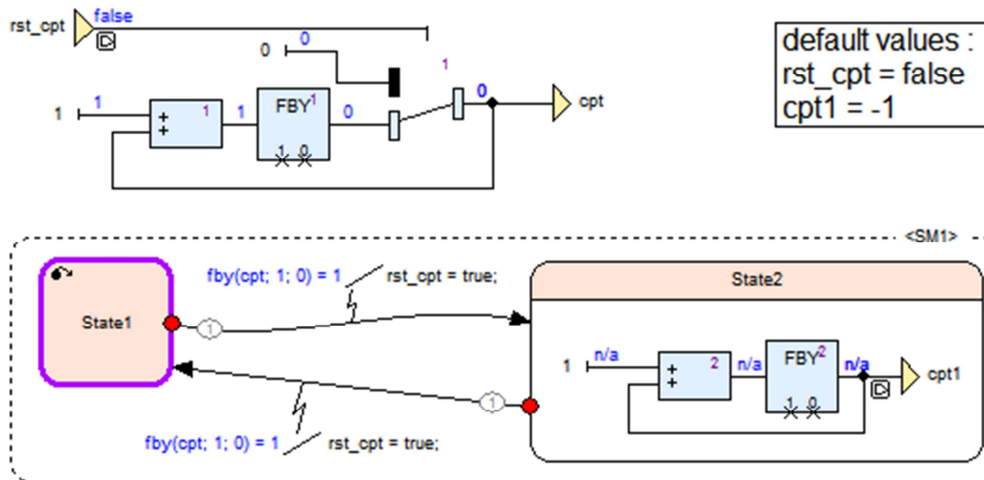 rst_cpt
false
0
0
1
0
cpt
1
1
+
+
1
1
FBY
1
0
1 0
default values :
rst_cpt = false
cpt1 = -1
<SM1>
State1
fby(cpt; 1; 0) = 1
rst_cpt = true;
1
State2
1
n/a
+
+
2
n/a
FBY
2
n/a
cpt1
1 0
1
fby(cpt; 1; 0) = 1
rst_cpt = true;